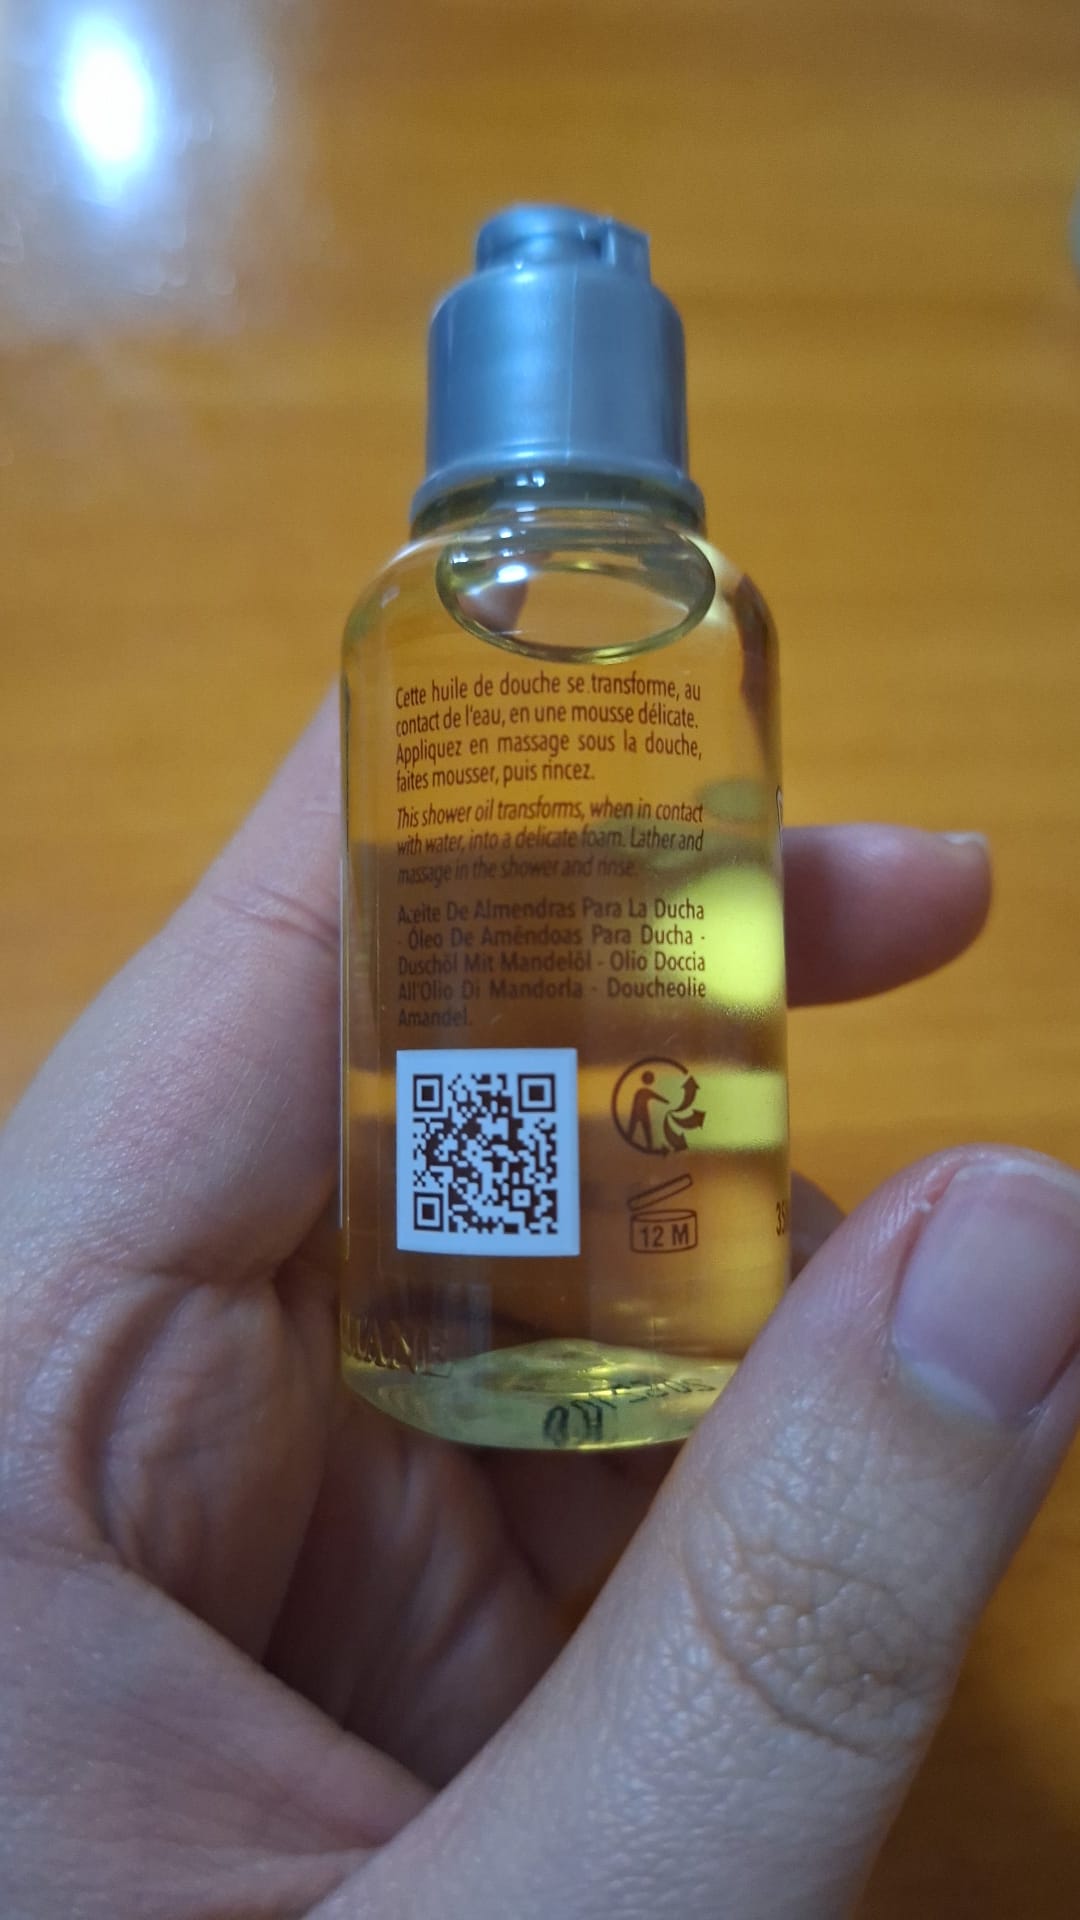 Cette huile de douche se transforme, au
contact de l'eau, en une mousse délicate.
Appliquez en massage sous la douche,
faites mousser, puis rincez.
This shower oil transforms, when in contact
with water, into a delicate foam. Lather and
massage in the shower and rinse.
Aceite De Almendras Para La Ducha
- Óleo De Amêndoas Para Ducha -
Duschöl Mit Mandelöl - Olio Doccia
All'Olio Di Mandorla - Doucheolie
Amandel.
12 M